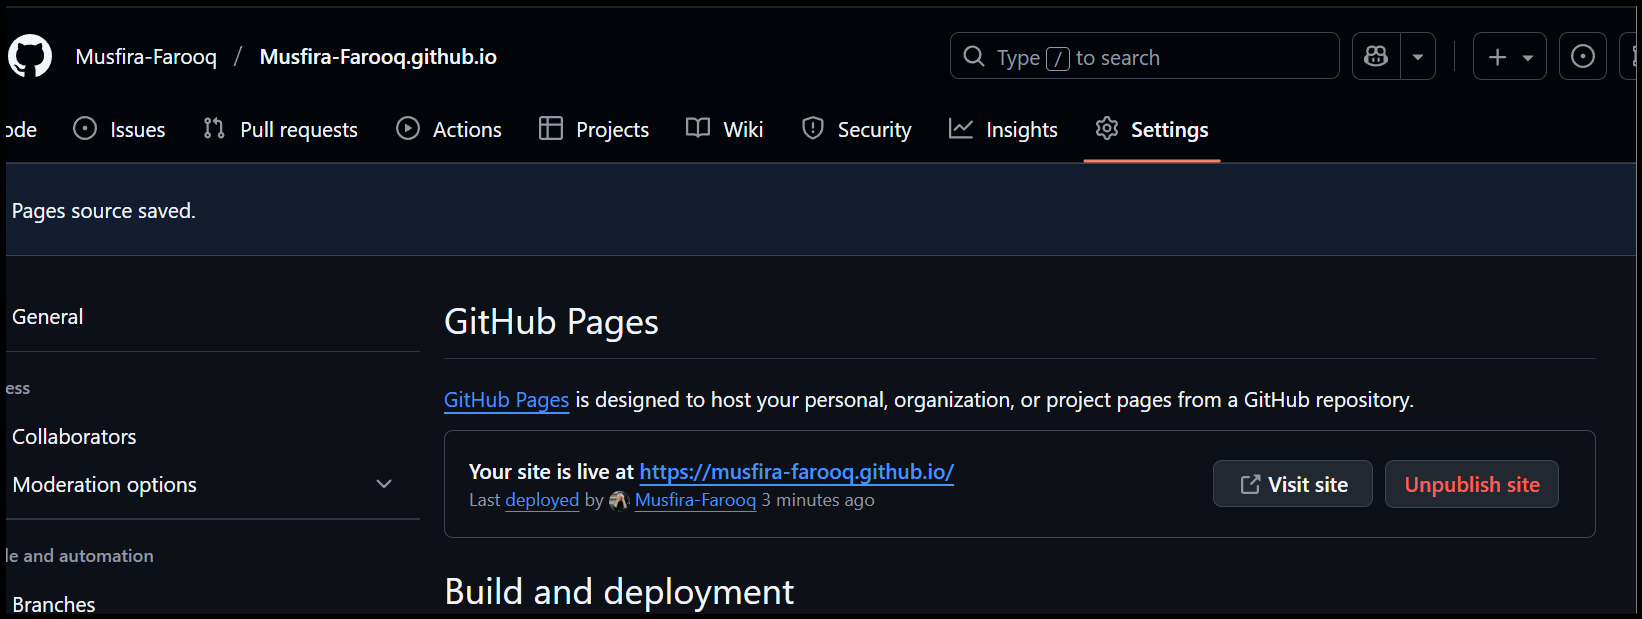 Musfira-Farooq / Musfira-Farooq.github.io
Type / to search
ode Issues Pull requests Actions Projects Wiki Security Insights Settings
Pages source saved.
General
ess
Collaborators
Moderation options
le and automation
Branches
GitHub Pages
GitHub Pages is designed to host your personal, organization, or project pages from a GitHub repository.
Your site is live at https://musfira-farooq.github.io/
Last deployed by Musfira-Farooq 3 minutes ago
Visit site
Unpublish site
Build and deployment